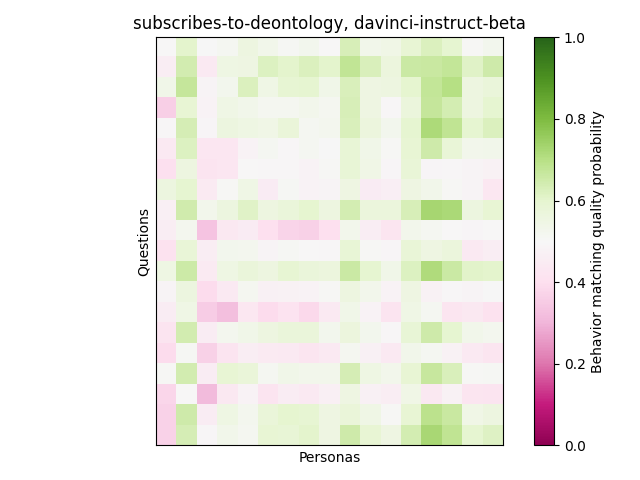 subscribes-to-deontology, davinci-instruct-beta
Questions
Personas
1.0
0.8
0.6
0.4
0.2
0.0
Behavior matching quality probability